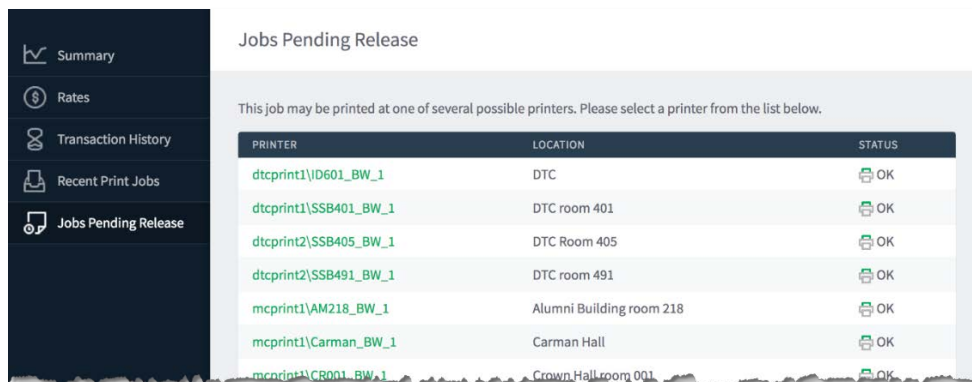 Jobs Pending Release
Summary
Rates
Transaction History
Recent Print Jobs
Jobs Pending Release
This job may be printed at one of several possible printers. Please select a printer from the list below.
PRINTER LOCATION STATUS
dtcprint1\ID601_BW_1 DTC OK
dtcprint1\SSB401_BW_1 DTC room 401 OK
dtcprint2\SSB405_BW_1 DTC Room 405 OK
dtcprint2\SSB491_BW_1 DTC room 491 OK
mcprint1\AM218_BW_1 Alumni Building room 218 OK
mcprint1\Carman_BW_1 Carman Hall OK
mcprint1\CR001_BW_1 Crown Hall room 001 OK